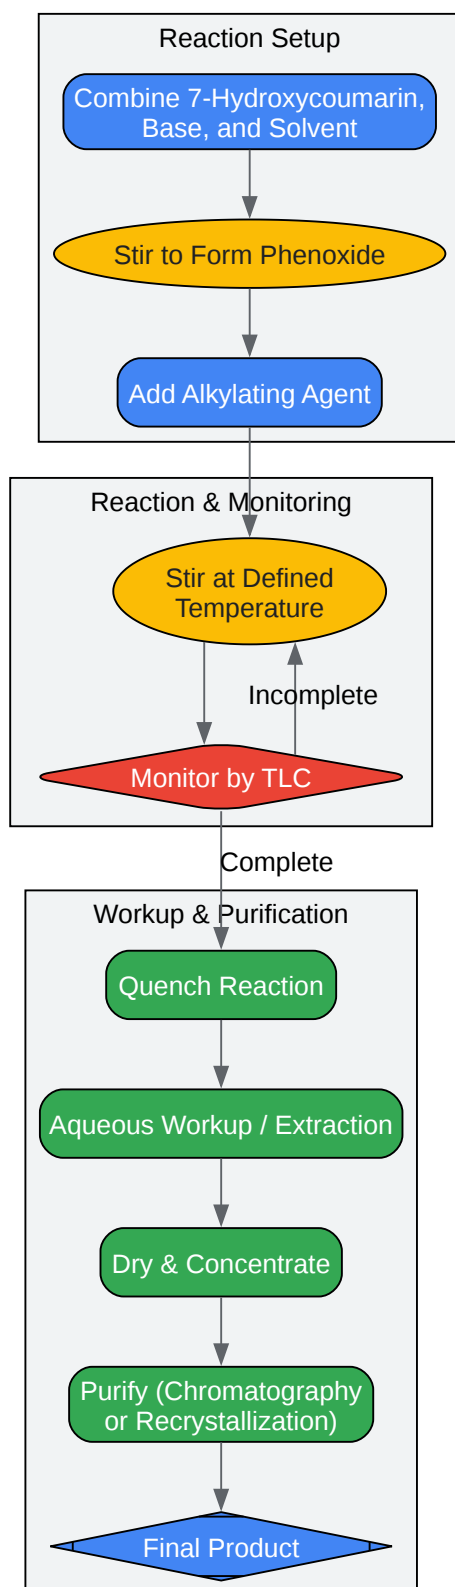 Reaction Setup
Combine 7-Hydroxycoumarin,
Base, and Solvent
Stir to Form Phenoxide
Add Alkylating Agent
Reaction & Monitoring
Stir at Defined
Temperature
Incomplete
Monitor by TLC
Complete
Workup & Purification
Quench Reaction
Aqueous Workup / Extraction
Dry & Concentrate
Purify (Chromatography
or Recrystallization)
Final Product